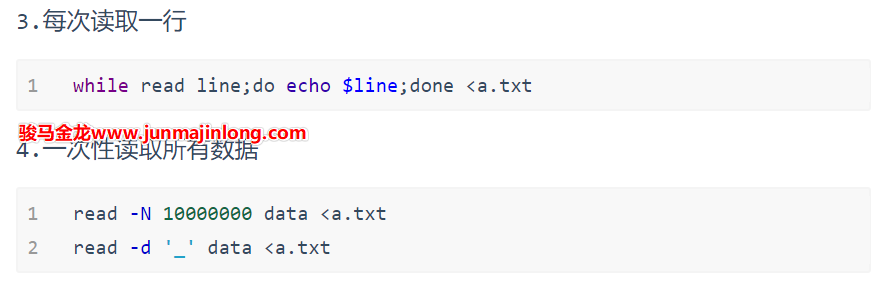 3.每次读取一行
1 while read line;do echo $line;done <a.txt
骏马金龙www.junmajinlong.com
4.一次性读取所有数据
1 read -N 10000000 data <a.txt
2 read -d '_' data <a.txt